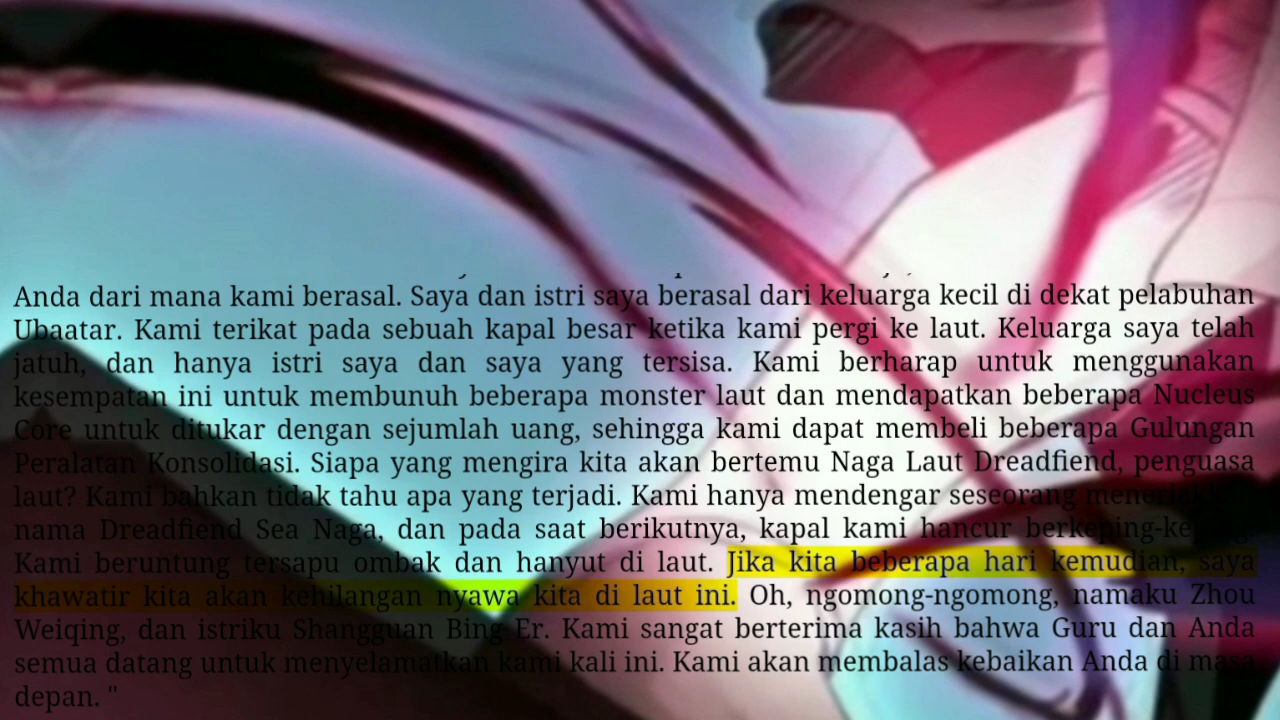 Anda dari mana kami berasal. Saya dan istri saya berasal dari keluarga kecil di dekat pelabuhan
Ubaatar. Kami terikat pada sebuah kapal besar ketika kami pergi ke laut. Keluarga saya telah
jatuh, dan hanya istri saya dan saya yang tersisa. Kami berharap untuk menggunakan
kesempatan ini untuk membunuh beberapa monster laut dan mendapatkan beberapa Nucleus
Core untuk ditukar dengan sejumlah uang, sehingga kami dapat membeli beberapa Gulungan
Peralatan Konsolidasi. Siapa yang mengira kita akan bertemu Naga Laut Dreadfiend, penguasa
laut? Kami bahkan tidak tahu apa yang terjadi. Kami hanya mendengar seseorang
nama Dreadfiend Sea Naga, dan pada saat berikutnya, kapal kami hancur
Kami beruntung tersapu ombak dan hanyut di laut. Jika kita beberapa hari kemudian, saya
khawatir kita akan kehilangan nyawa kita di laut ini. Oh, ngomong-ngomong, namaku Zhou
Weiqing, dan istriku Shangguan Bing Er. Kami sangat berterima kasih bahwa Guru dan Anda
semua datang untuk menyelamatkan kami kali ini. Kami akan membalas kebaikan Anda di masa
depan. "